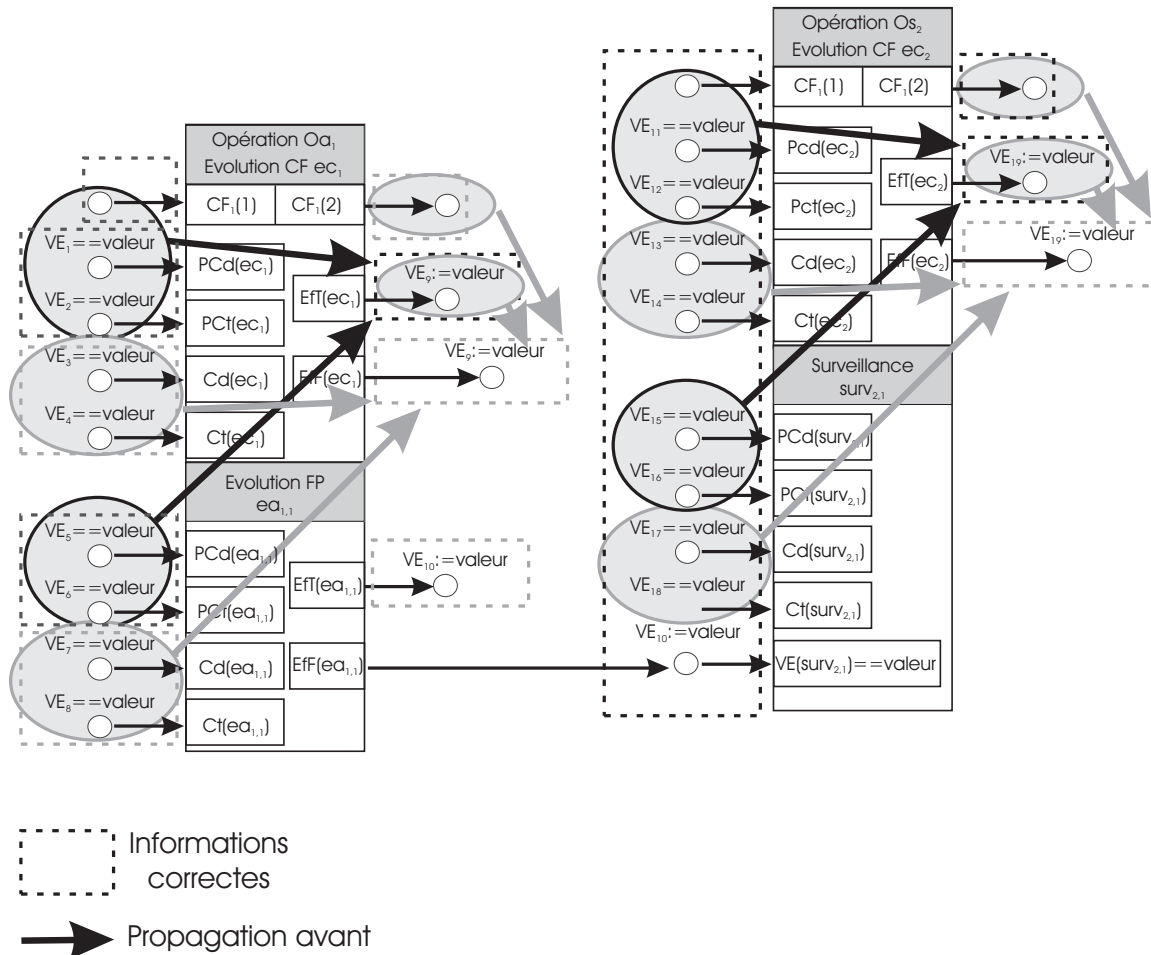 Opération Oa₁
Evolution CF ec₁
CF₁(1) CF₁(2)
VE₁==valeur
PCd(ec₁)
VE₉:=valeur
EfT(ec₁)
VE₂==valeur
PCt(ec₁)
VE₃==valeur
VE₉:=valeur
Cd(ec₁)
EfF(ec₁)
VE₄==valeur
Ct(ec₁)
Evolution FP
ea₁,₁
VE₅==valeur
PCd(ea₁,₁)
VE₁₀:=valeur
EfT(ea₁,₁)
VE₆==valeur
PCt(ea₁,₁)
VE₇==valeur
Cd(ea₁,₁)
EfF(ea₁,₁)
VE₈==valeur
Ct(ea₁,₁)
Opération Os₂
Evolution CF ec₂
CF₁(1) CF₁(2)
VE₁₁==valeur
Pcd(ec₂)
VE₁₉:=valeur
EfT(ec₂)
VE₁₂==valeur
Pct(ec₂)
VE₁₃==valeur
VE₁₉:=valeur
Cd(ec₂)
EfF(ec₂)
VE₁₄==valeur
Ct(ec₂)
Surveillance
surv₂,₁
VE₁₅==valeur
PCd(surv₂,₁)
VE₁₆==valeur
PCt(surv₂,₁)
VE₁₇==valeur
Cd(surv₂,₁)
VE₁₈==valeur
Ct(surv₂,₁)
VE₁₀:=valeur
VE(surv₂,₁)==valeur
Informations
correctes
Propagation avant